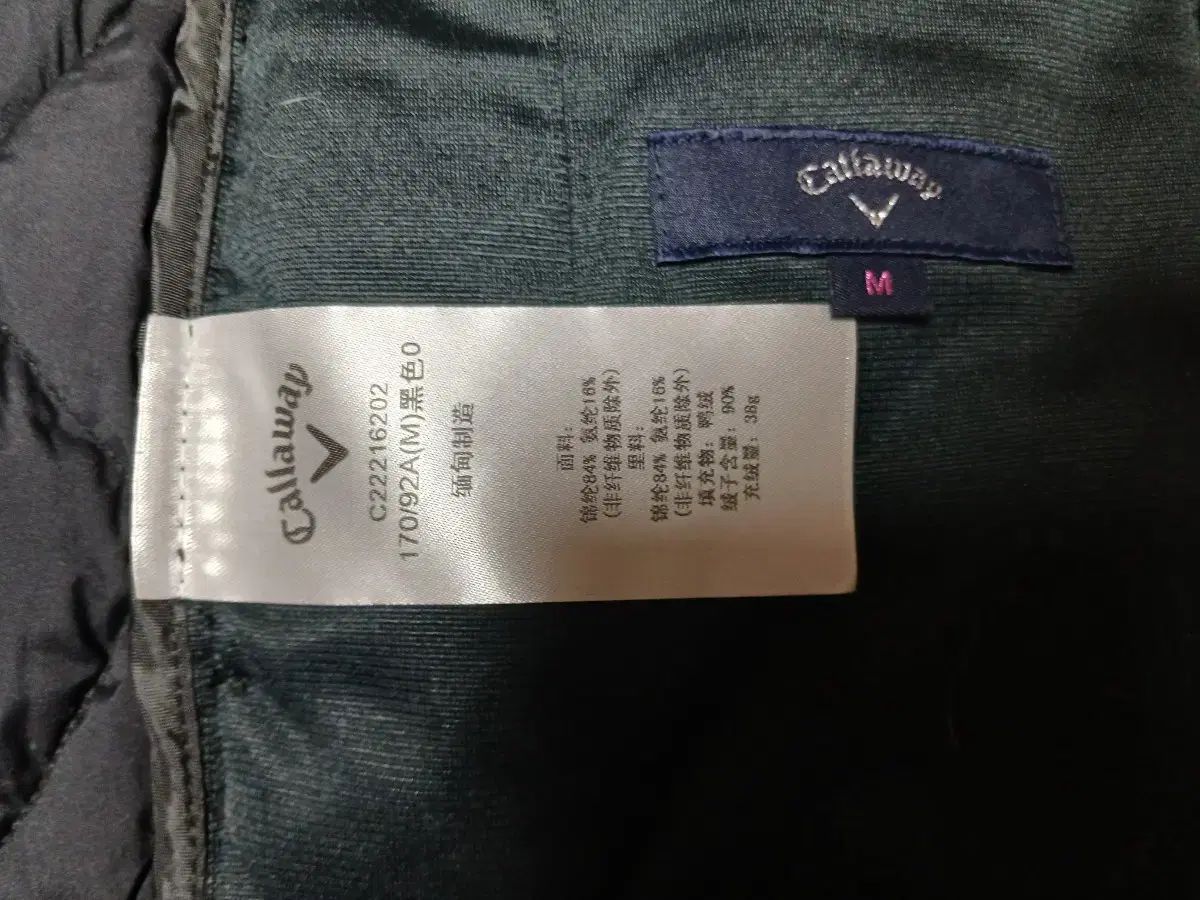 Callaway
M
Callaway
C22216202
170/92A(M)黑色0
缅甸制造
面料:
锦纶84% 氨纶16%
(非纤维物质除外)
里料:
锦纶84% 氨纶16%
(非纤维物质除外)
填充物: 鸭绒
绒子含量: 90%
充绒量: 38g